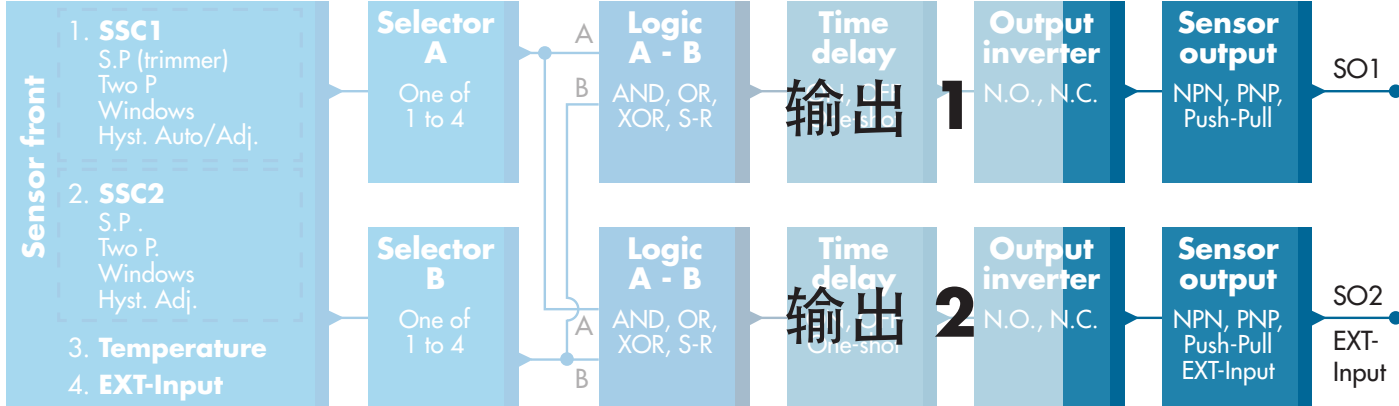 Sensor front
1. SSC1
S.P (trimmer)
Two P
Windows
Hyst. Auto/Adj.
2. SSC2
S.P .
Two P.
Windows
Hyst. Adj.
3. Temperature
4. EXT-Input
Selector
A
One of
1 to 4
A
B
Logic
A - B
AND, OR,
XOR, S-R
Time
delay
输出 1
Output
inverter
N.O., N.C.
Sensor
output
NPN, PNP,
Push-Pull
SO1
Selector
B
One of
1 to 4
A
B
Logic
A - B
AND, OR,
XOR, S-R
Time
delay
输出 2
One-shot
Output
inverter
N.O., N.C.
Sensor
output
NPN, PNP,
Push-Pull
EXT-Input
SO2
EXT-
Input